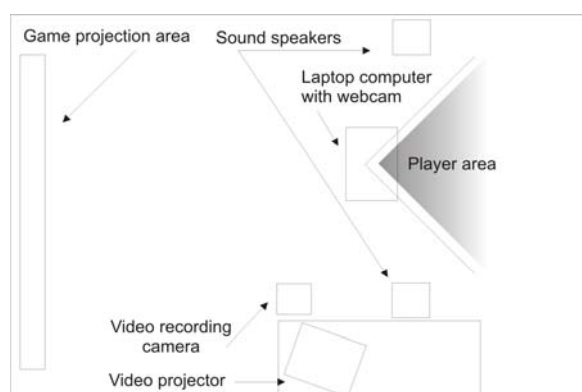 Game projection area
Sound speakers
Laptop computer
with webcam
Player area
Video recording
camera
Video projector